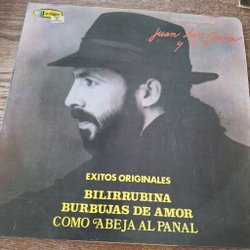 Juan Luis Guerra
y
EXITOS ORIGINALES
BILIRRUBINA
BURBUJAS DE AMOR
COMO ABEJA AL PANAL